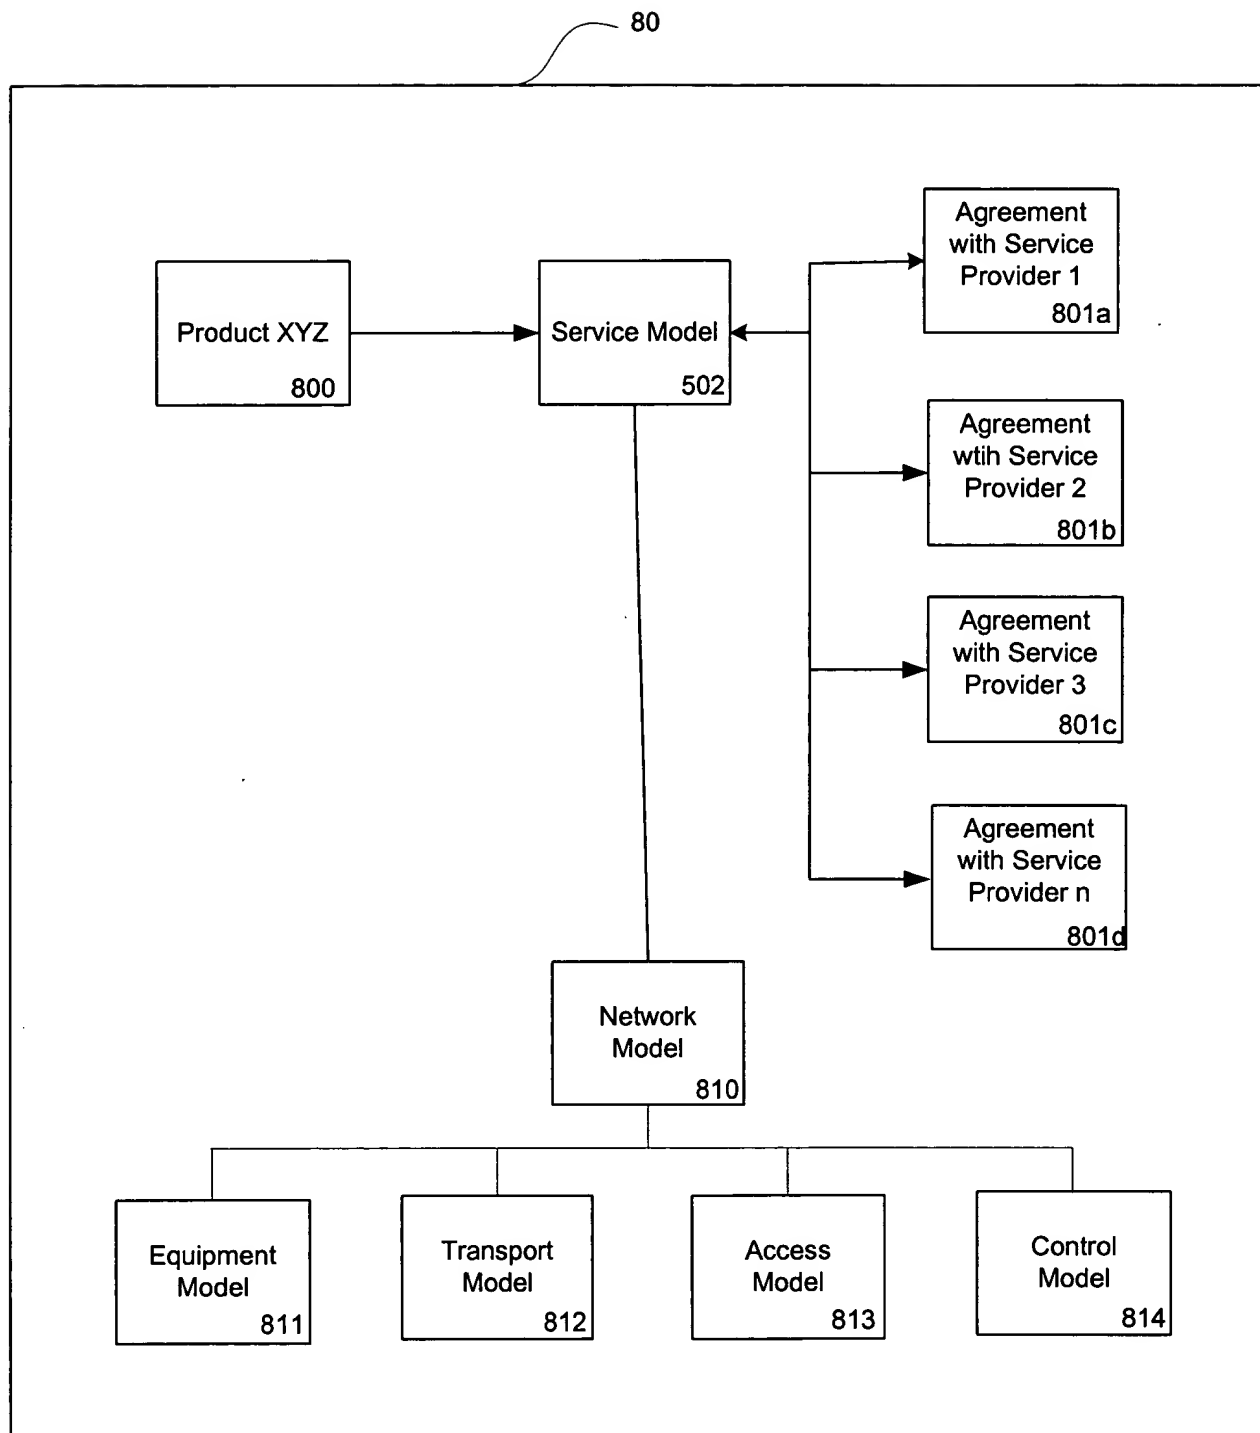 80
Agreement
with Service
Provider 1
801a
Product XYZ
800
Service Model
502
Agreement
wtih Service
Provider 2
801b
Agreement
with Service
Provider 3
801c
Agreement
with Service
Provider n
801d
Network
Model
810
Equipment
Model
811
Transport
Model
812
Access
Model
813
Control
Model
814